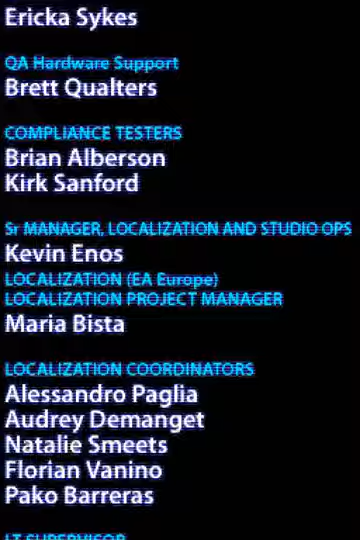 Ericka Sykes
QA Hardware Support
Brett Qualters
COMPLIANCE TESTERS
Brian Alberson
Kirk Sanford
Sr MANAGER, LOCALIZATION AND STUDIO OPS
Kevin Enos
LOCALIZATION (EA Europe)
LOCALIZATION PROJECT MANAGER
Maria Bista
LOCALIZATION COORDINATORS
Alessandro Paglia
Audrey Demanget
Natalie Smeets
Florian Vanino
Pako Barreras
LT SUPERVISOR